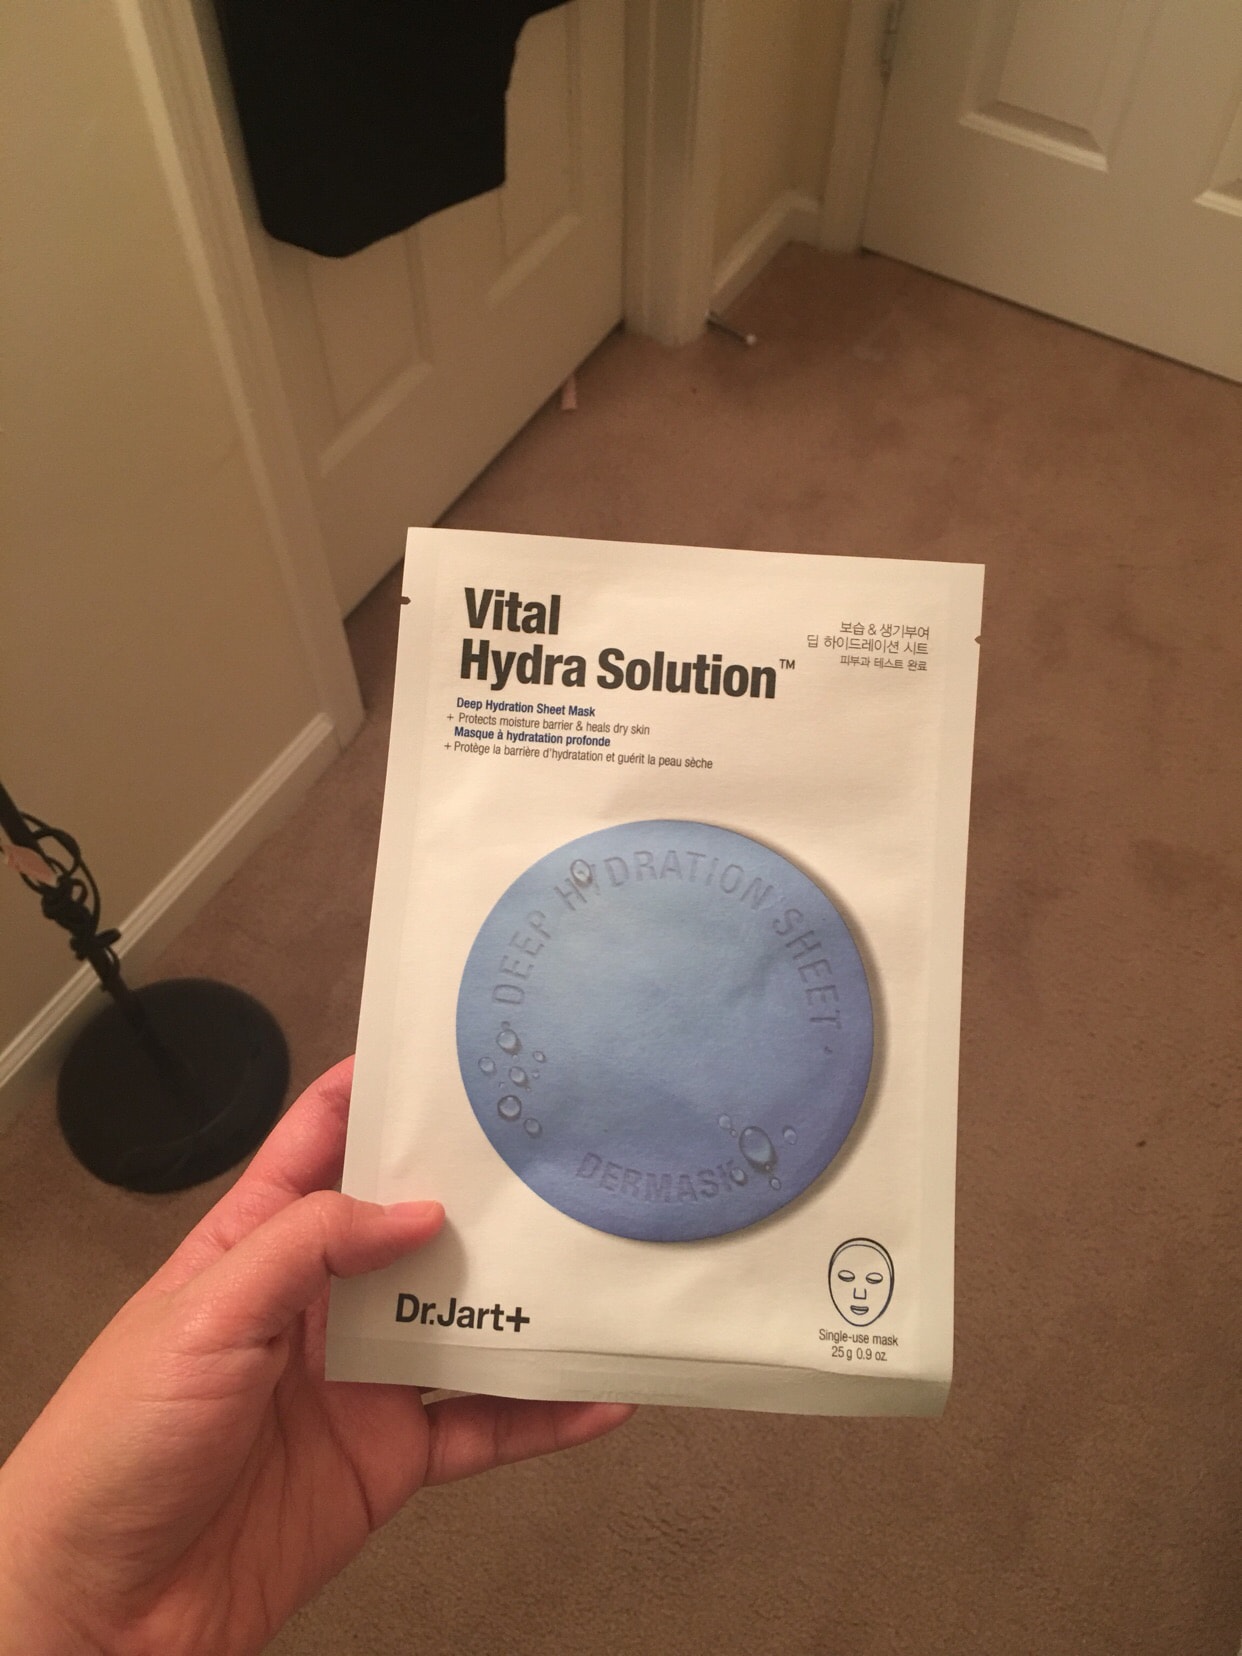 Vital
Hydra Solution™
보습 & 생기부여
딥 하이드레이션 시트
피부과 테스트 완료
Deep Hydration Sheet Mask
+ Protects moisture barrier & heals dry skin
Masque à hydratation profonde
+ Protège la barrière d'hydratation et guérit la peau sèche
DEEP HYDRATION SHEET
DERMASK
Dr.Jart+
Single-use mask
25 g 0.9 oz.